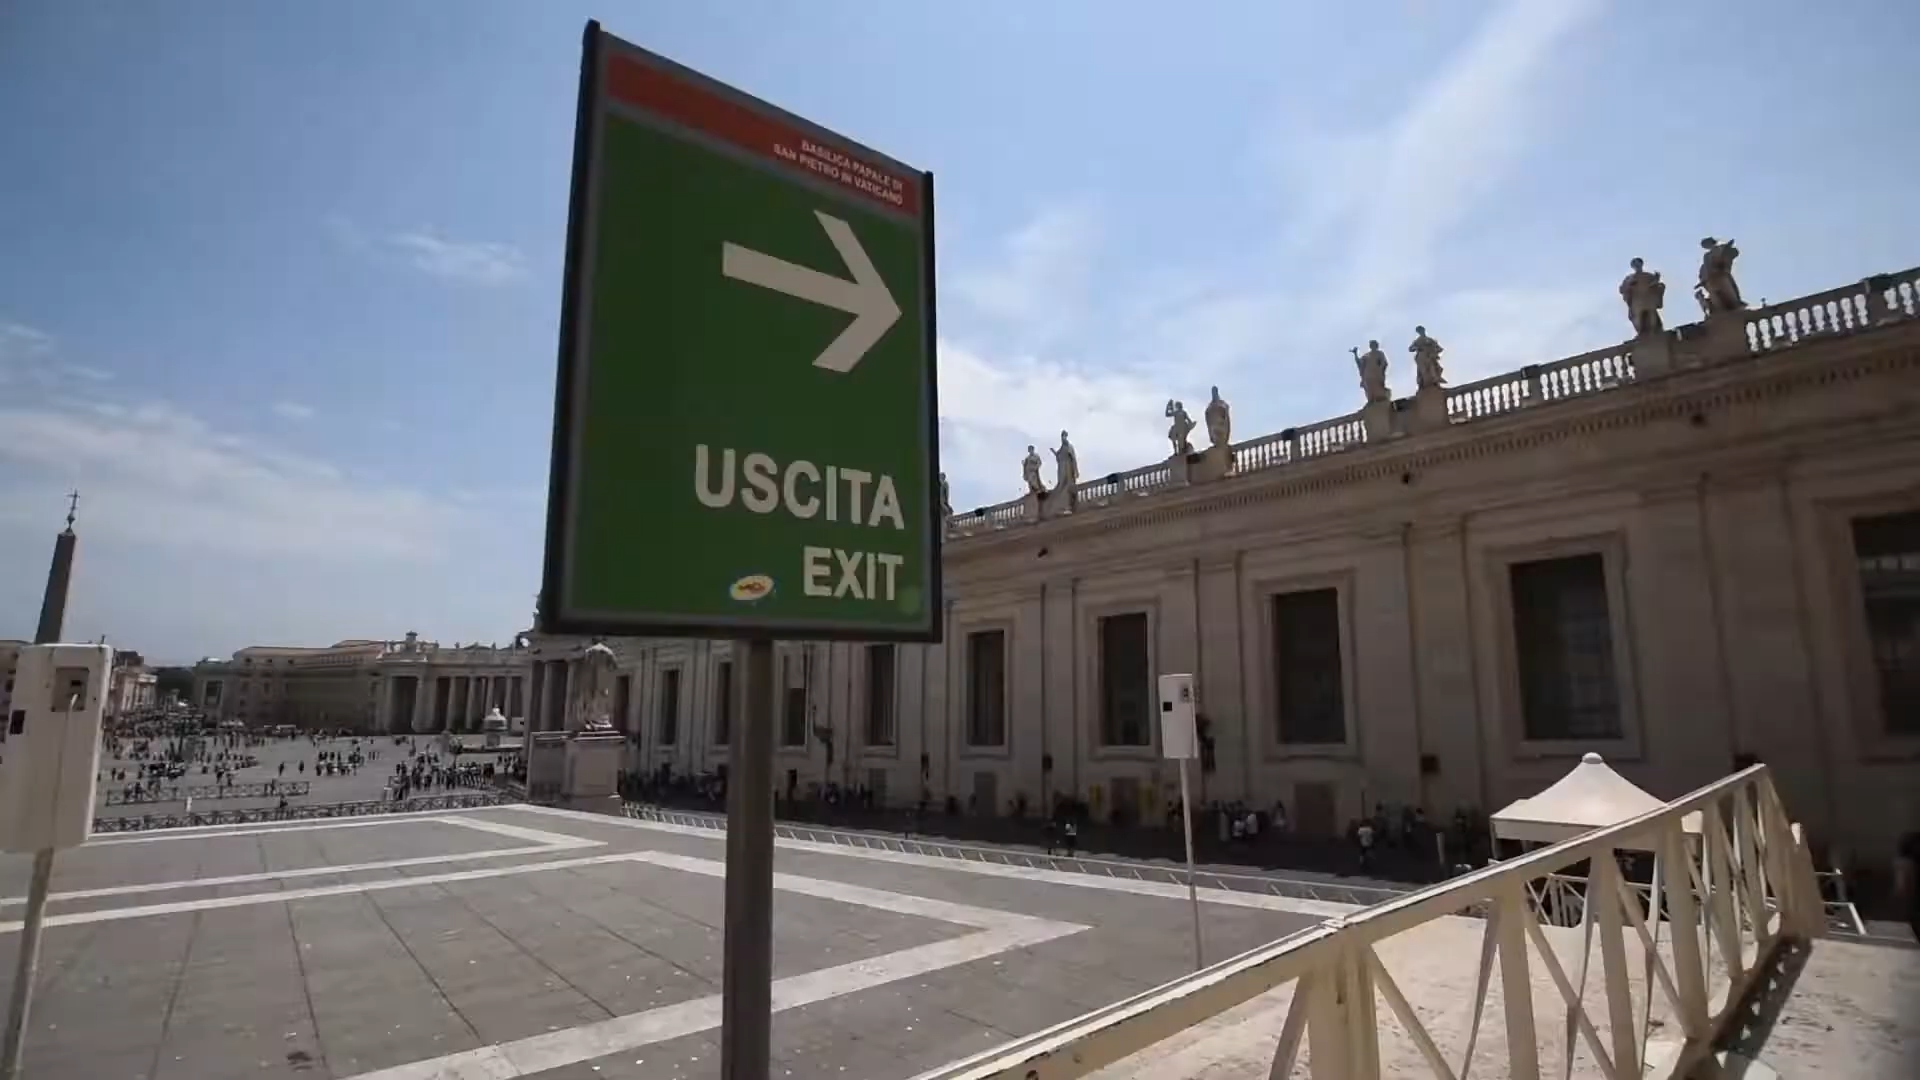 BASILICA PAPALE DI
SAN PIETRO IN VATICANO
USCITA
EXIT